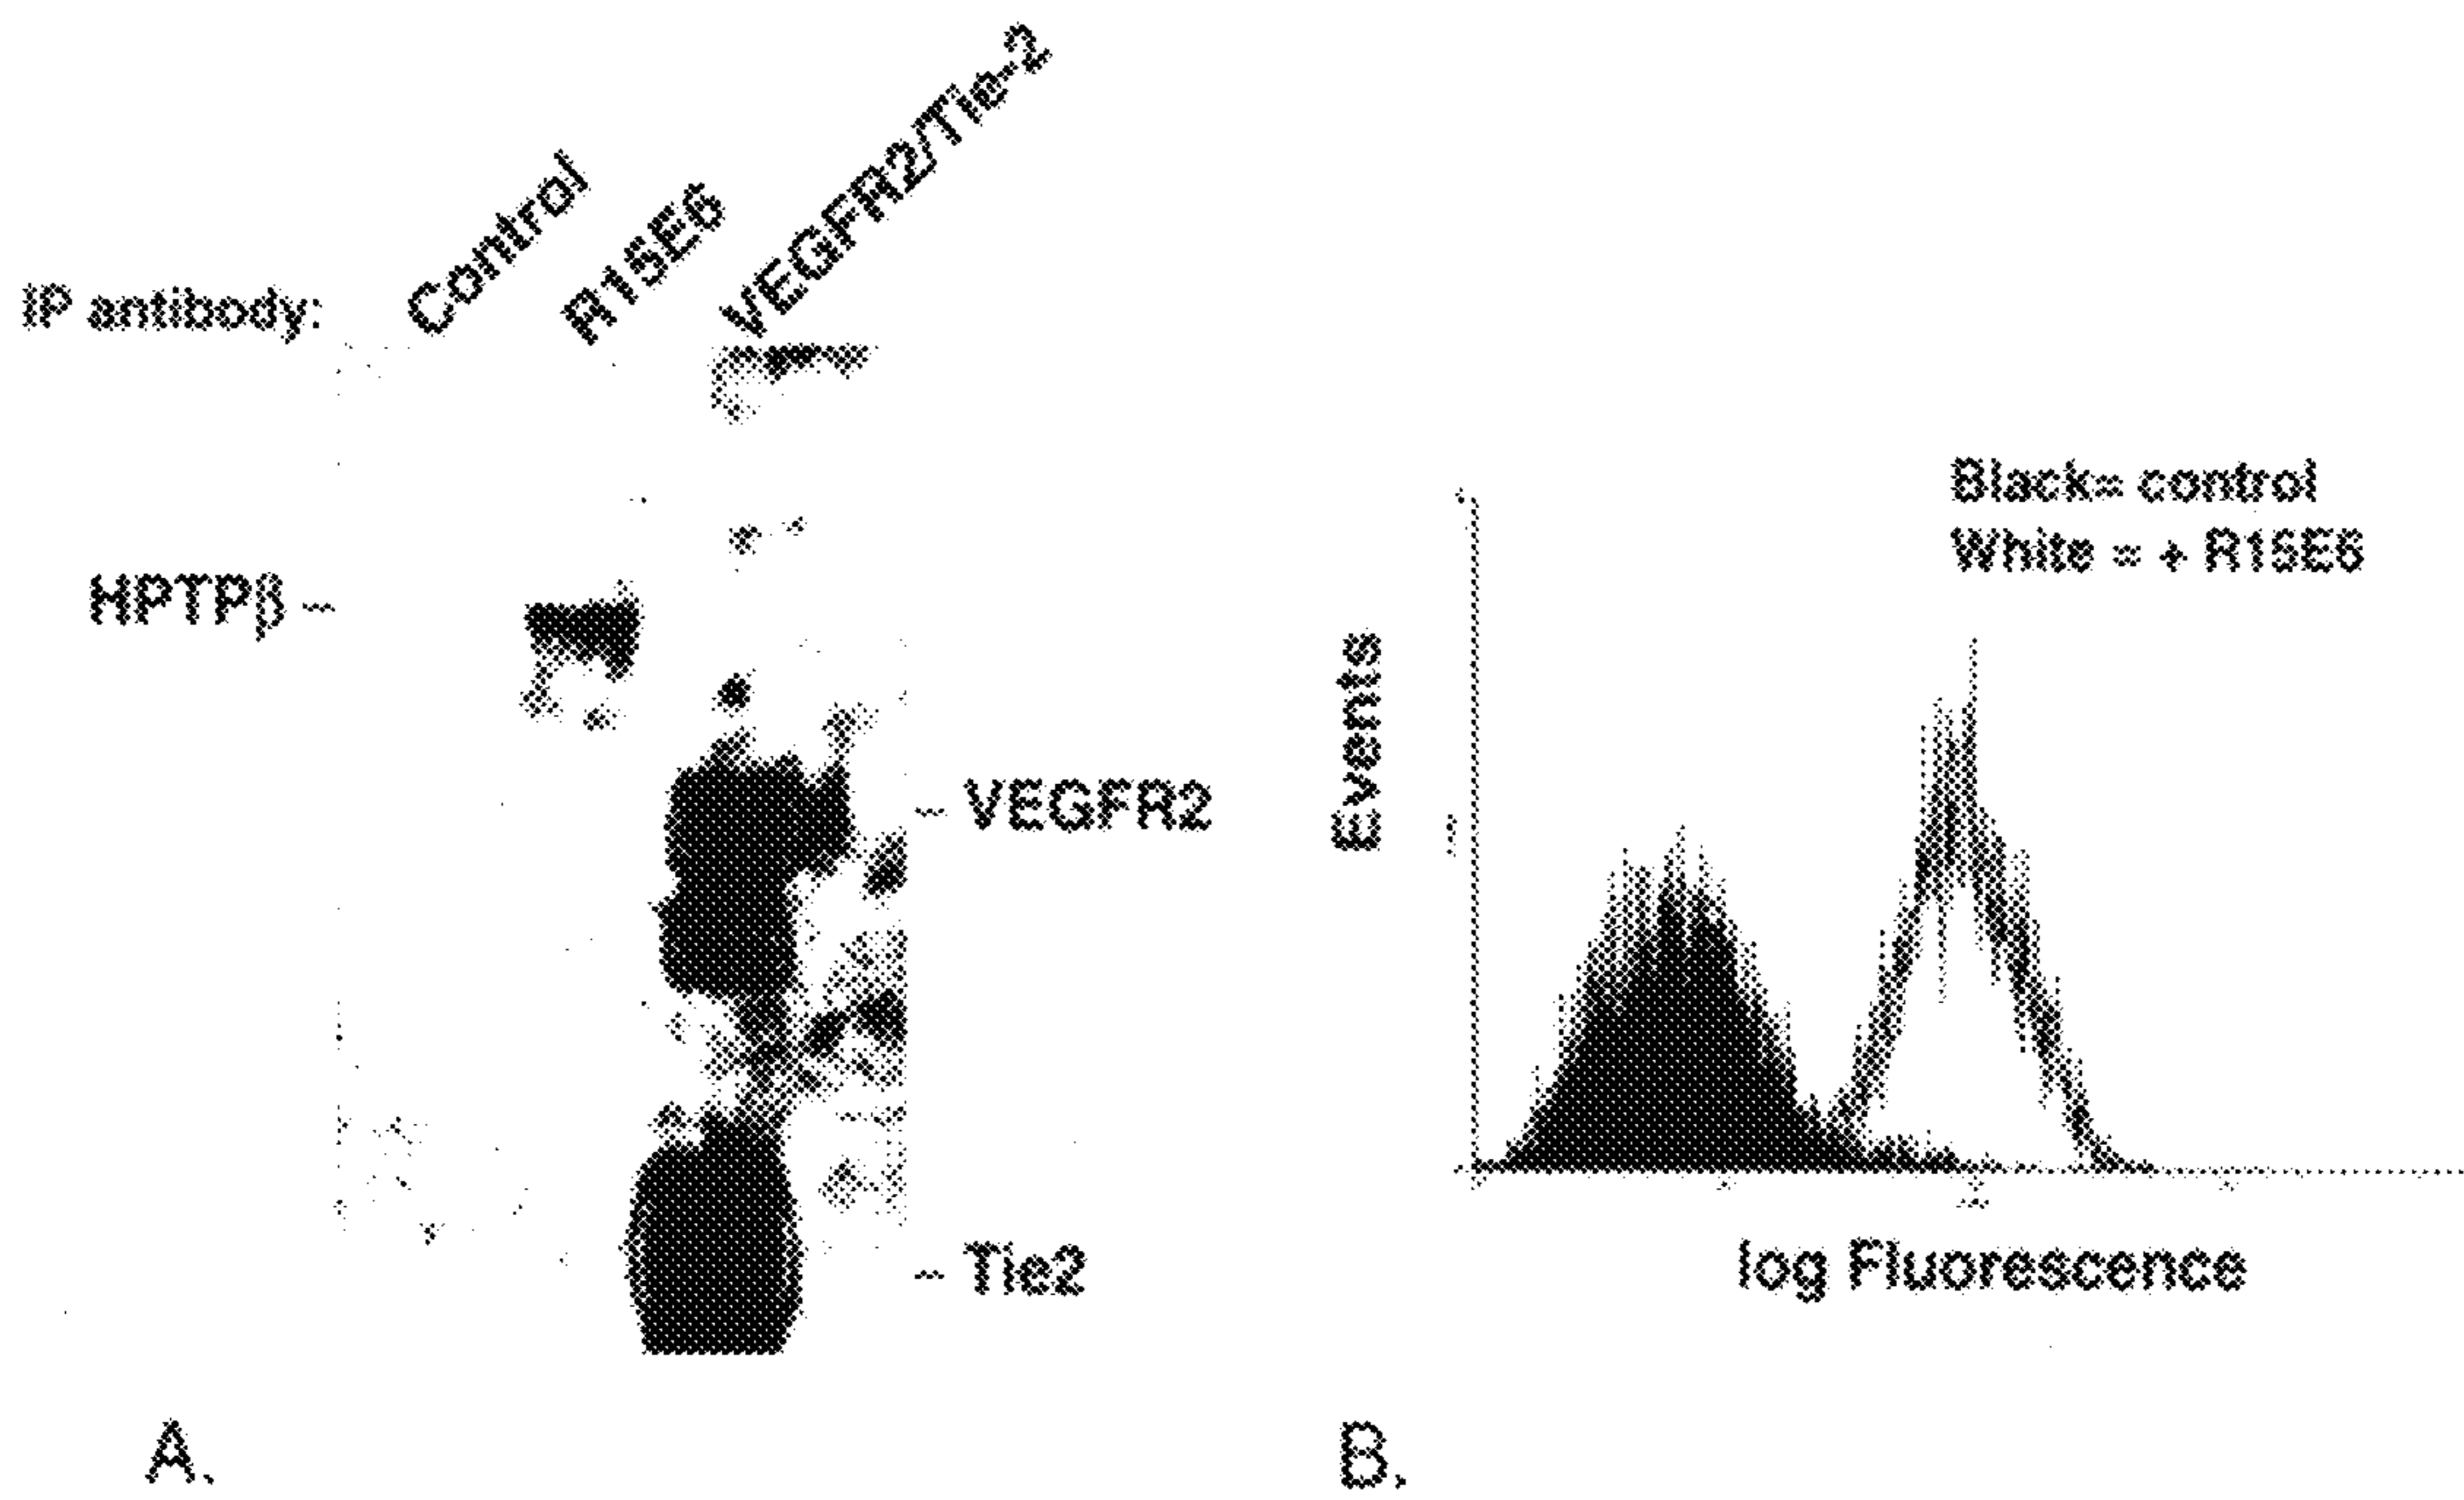 IP antibody:
Control
R15E6
VEGFR2/Tie-2
HPTPβ –
– VEGFR2
– Tie2
A.
Black= control
White = + R15E6
Events
log Fluorescence
B.